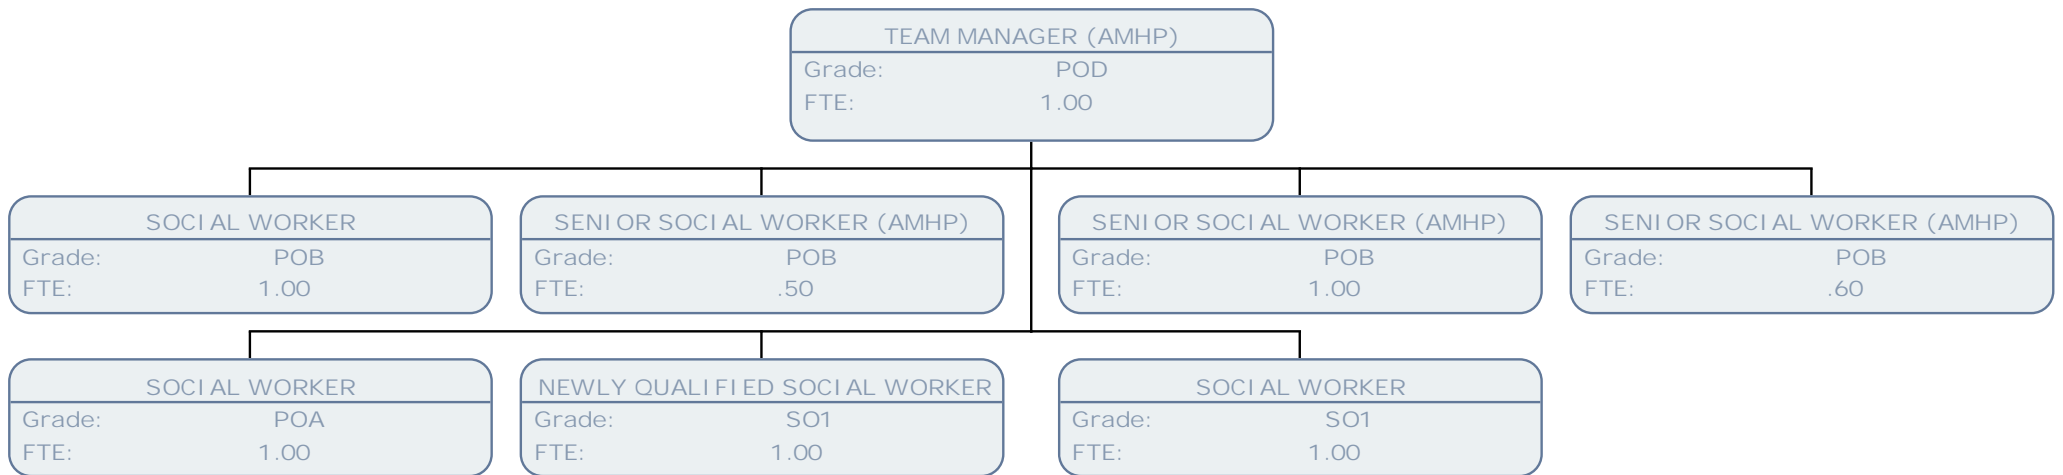 TEAM MANAGER (AMHP)
Grade: POD
FTE: 1.00
SOCIAL WORKER
Grade: POB
FTE: 1.00
SENIOR SOCIAL WORKER (AMHP)
Grade: POB
FTE: .50
SENIOR SOCIAL WORKER (AMHP)
Grade: POB
FTE: 1.00
SENIOR SOCIAL WORKER (AMHP)
Grade: POB
FTE: .60
SOCIAL WORKER
Grade: POA
FTE: 1.00
NEWLY QUALIFIED SOCIAL WORKER
Grade: SO1
FTE: 1.00
SOCIAL WORKER
Grade: SO1
FTE: 1.00